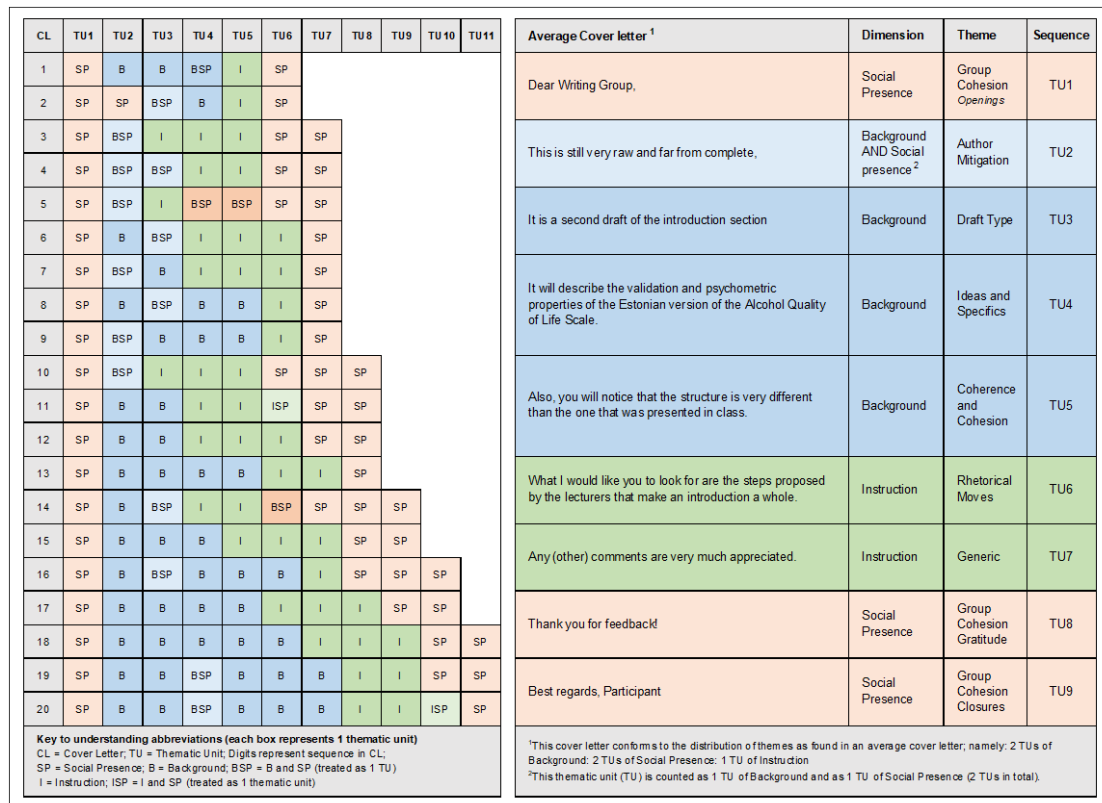 CL TU1 TU2 TU3 TU4 TU5 TU6 TU7 TU8 TU9 TU10 TU11
1 SP B B BSP I SP
2 SP SP BSP B I SP
3 SP BSP I I I SP SP
4 SP BSP BSP I I SP SP
5 SP BSP I BSP BSP SP SP
6 SP B BSP I I I SP
7 SP BSP B I I I SP
8 SP B BSP B B I SP
9 SP BSP B B B I SP
10 SP BSP I I I SP SP SP
11 SP B B I I ISP SP SP
12 SP B B I I I SP SP
13 SP B B B B I I SP
14 SP B BSP I I BSP SP SP SP
15 SP B B B I I I SP SP
16 SP B BSP B B B I SP SP SP
17 SP B B B B I I I SP SP
18 SP B B B B B I I I SP SP
19 SP B B BSP B B B I I SP SP
20 SP B B BSP B B B I I ISP SP
Key to understanding abbreviations (each box represents 1 thematic unit)
CL = Cover Letter; TU = Thematic Unit; Digits represent sequence in CL;
SP = Social Presence; B = Background; BSP = B and SP (treated as 1 TU)
I = Instruction; ISP = I and SP (treated as 1 thematic unit)
Average Cover letter 1 Dimension Theme Sequence
Dear Writing Group,
Social
Presence
Group
Cohesion
Openings
TU1
This is still very raw and far from complete,
Background
AND Social
presence2
Author
Mitigation
TU2
It is a second draft of the introduction section
Background
Draft Type
TU3
It will describe the validation and psychometric
properties of the Estonian version of the Alcohol Quality
of Life Scale.
Background
Ideas and
Specifics
TU4
Also, you will notice that the structure is very different
than the one that was presented in class.
Background
Coherence
and
Cohesion
TU5
What I would like you to look for are the steps proposed
by the lecturers that make an introduction a whole.
Instruction
Rhetorical
Moves
TU6
Any (other) comments are very much appreciated.
Instruction
Generic
TU7
Thank you for feedback!
Social
Presence
Group
Cohesion
Gratitude
TU8
Best regards, Participant
Social
Presence
Group
Cohesion
Closures
TU9
1This cover letter conforms to the distribution of themes as found in an average cover letter; namely: 2 TUs of
Background: 2 TUs of Social Presence: 1 TU of Instruction
2This thematic unit (TU) is counted as 1 TU of Background and as 1 TU of Social Presence (2 TUs in total).